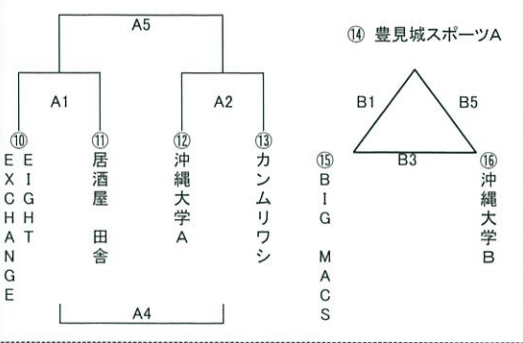 A5
⑭ 豊見城スポーツA
A1
A2
B1
B5
B3
⑩
EIGHT
EXCHANGE
⑪
居酒屋 田舎
⑫
沖縄大学A
⑬
カンムリワシ
⑮
BIG MACS
⑯
沖縄大学B
A4